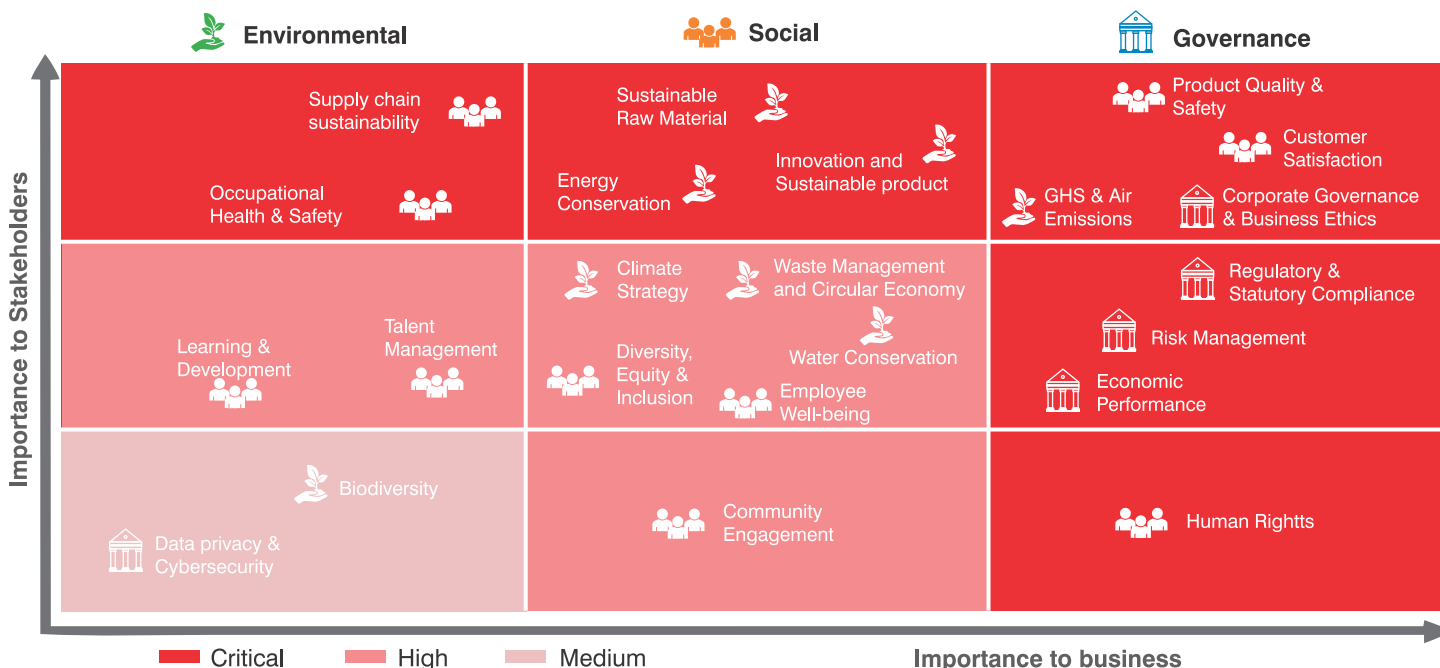 Environmental
Social
Governance
Importance to Stakeholders
Supply chain
sustainability
Occupational
Health & Safety
Sustainable
Raw Material
Innovation and
Sustainable product
Energy
Conservation
Product Quality &
Safety
Customer
Satisfaction
GHS & Air
Emissions
Corporate Governance
& Business Ethics
Learning &
Development
Talent
Management
Climate
Strategy
Waste Management
and Circular Economy
Water Conservation
Diversity,
Equity &
Inclusion
Employee
Well-being
Regulatory &
Statutory Compliance
Risk Management
Economic
Performance
Biodiversity
Data privacy &
Cybersecurity
Community
Engagement
Human Rightts
Critical
High
Medium
Importance to business